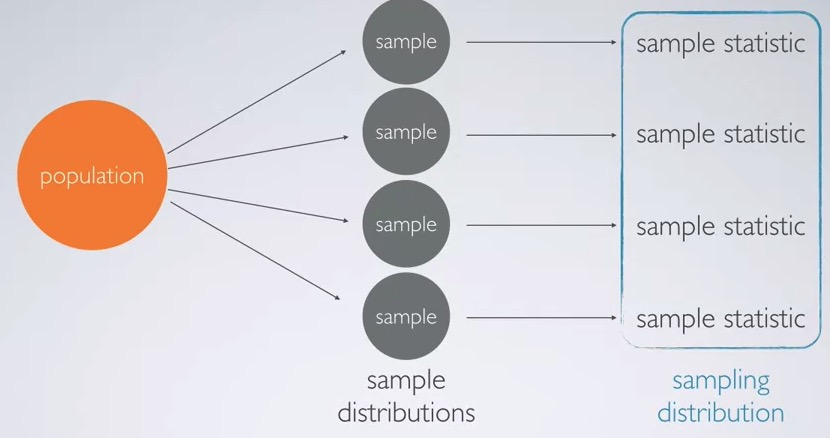 population
sample
sample
sample
sample
sample
distributions
sample statistic
sample statistic
sample statistic
sample statistic
sampling
distribution